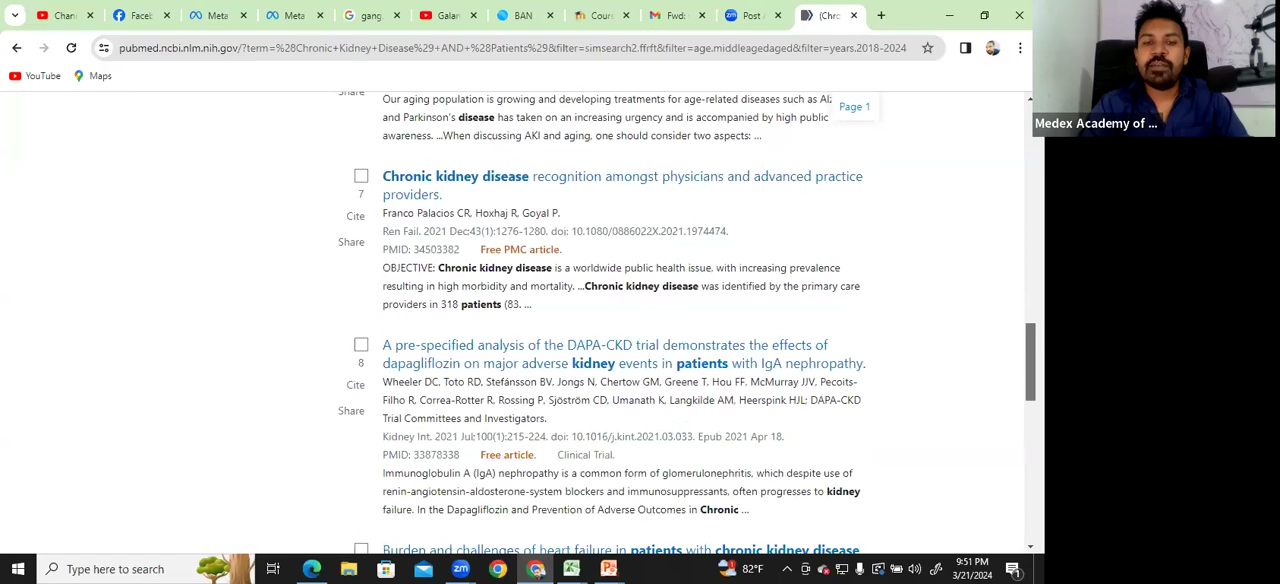 Chan
Faceb
Meta
Meta
gang.
Galan
BAN
Cours
Fwd:
Post
(Chro
pubmed.ncbi.nlm.nih.gov/?term=%28Chronic+Kidney+Disease%29+AND+%28Patients%29&filter=simsearch2.ffrft&filter=age.middleagedaged&filter=years.2018-2024
YouTube
Maps
Share
Our aging population is growing and developing treatments for age-related diseases such as Al
and Parkinson's disease has taken on an increasing urgency and is accompanied by high public
awareness. ...When discussing AKI and aging, one should consider two aspects: ...
Page 1
7
Cite
Share
Chronic kidney disease recognition amongst physicians and advanced practice
providers.
Franco Palacios CR, Hoxhaj R, Goyal P.
Ren Fail. 2021 Dec;43(1):1276-1280. doi: 10.1080/0886022X.2021.1974474.
PMID: 34503382 Free PMC article.
OBJECTIVE: Chronic kidney disease is a worldwide public health issue, with increasing prevalence
resulting in high morbidity and mortality. ...Chronic kidney disease was identified by the primary care
providers in 318 patients (83. ...
8
Cite
Share
A pre-specified analysis of the DAPA-CKD trial demonstrates the effects of
dapagliflozin on major adverse kidney events in patients with IgA nephropathy.
Wheeler DC, Toto RD, Stefánsson BV, Jongs N, Chertow GM, Greene T, Hou FF, McMurray JJV, Pecoits-
Filho R, Correa-Rotter R, Rossing P, Sjöström CD, Umanath K, Langkilde AM, Heerspink HJL; DAPA-CKD
Trial Committees and Investigators.
Kidney Int. 2021 Jul;100(1):215-224. doi: 10.1016/j.kint.2021.03.033. Epub 2021 Apr 18.
PMID: 33878338 Free article. Clinical Trial.
Immunoglobulin A (IgA) nephropathy is a common form of glomerulonephritis, which despite use of
renin-angiotensin-aldosterone-system blockers and immunosuppressants, often progresses to kidney
failure. In the Dapagliflozin and Prevention of Adverse Outcomes in Chronic ...
Burden and challenges of heart failure in patients with chronic kidney disease
Medex Academy of ...
Type here to search
82°F
9:51 PM
3/21/2024
1